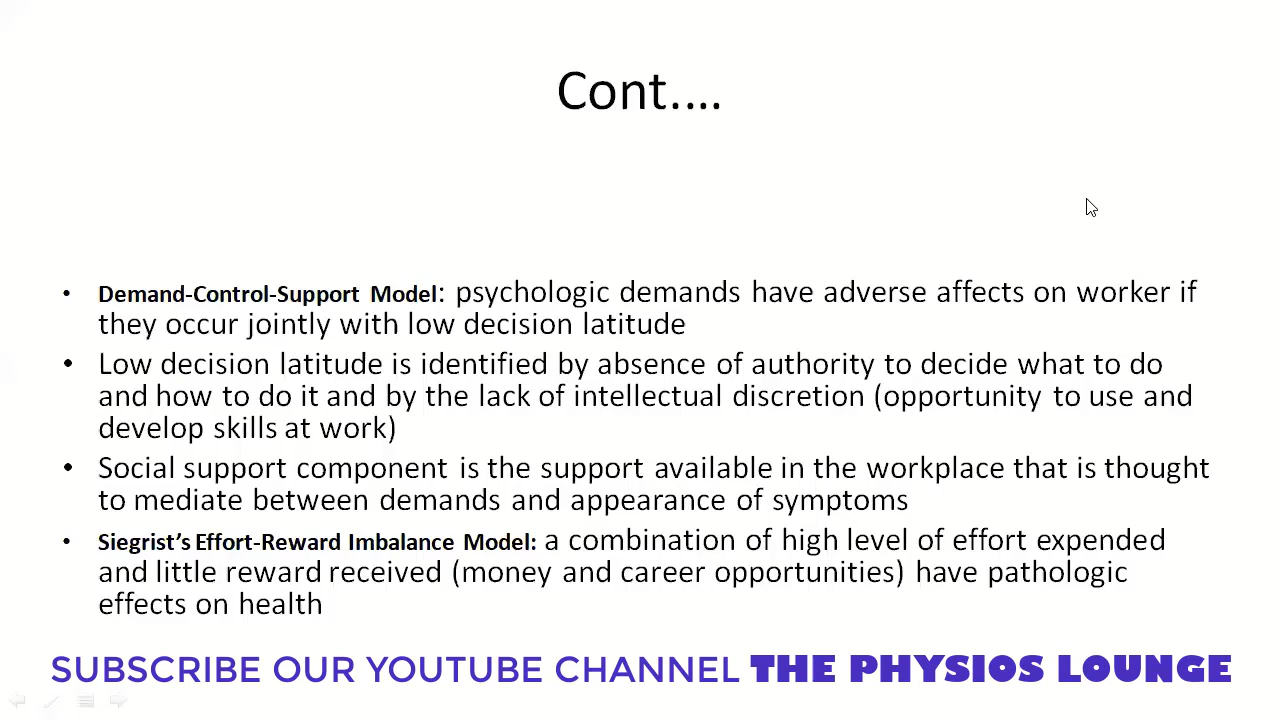 Cont.…
• Demand-Control-Support Model: psychologic demands have adverse affects on worker if
they occur jointly with low decision latitude
• Low decision latitude is identified by absence of authority to decide what to do
and how to do it and by the lack of intellectual discretion (opportunity to use and
develop skills at work)
• Social support component is the support available in the workplace that is thought
to mediate between demands and appearance of symptoms
• Siegrist’s Effort-Reward Imbalance Model: a combination of high level of effort expended
and little reward received (money and career opportunities) have pathologic
effects on health
SUBSCRIBE OUR YOUTUBE CHANNEL THE PHYSIOS LOUNGE